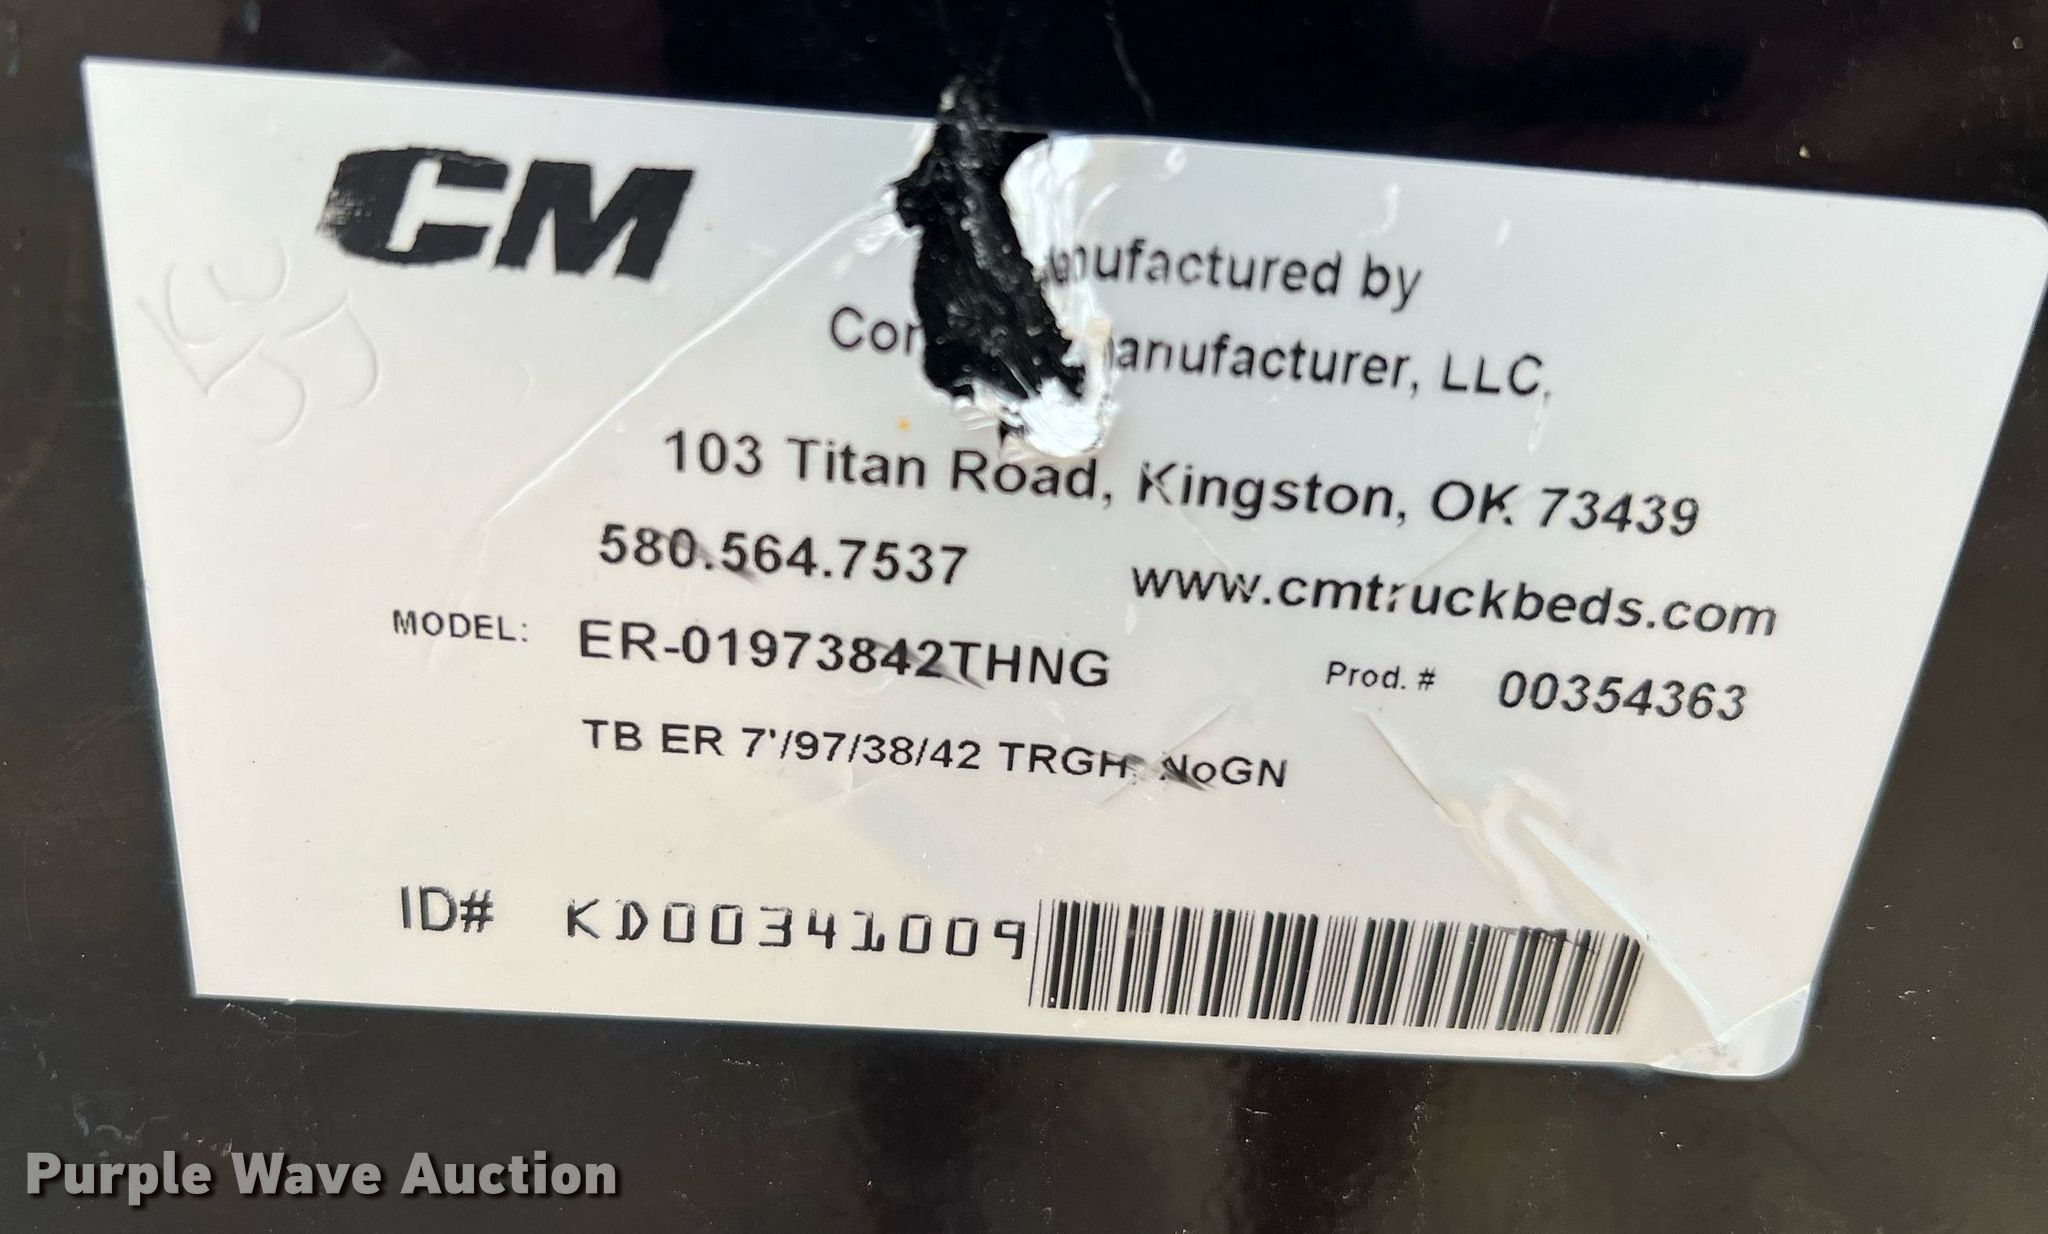 CM
anufactured by
anufacturer, LLC,
103 Titan Road, Kingston, OK 73439
580.564.7537 www.cmtruckbeds.com
MODEL: ER-01973842THNG Prod. # 00354363
TB ER 7'/97/38/42 TRGH, NoGN
ID# KD00341009
Purple Wave Auction